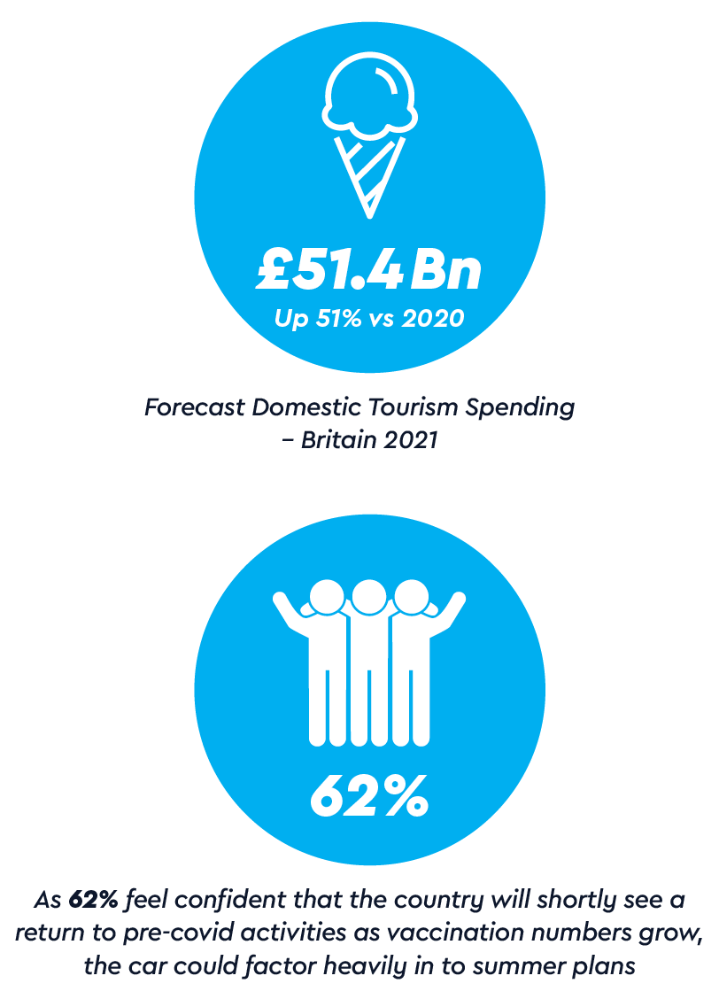 £51.4 Bn
Up 51% vs 2020
Forecast Domestic Tourism Spending
– Britain 2021
62%
As 62% feel confident that the country will shortly see a
return to pre-covid activities as vaccination numbers grow,
the car could factor heavily in to summer plans